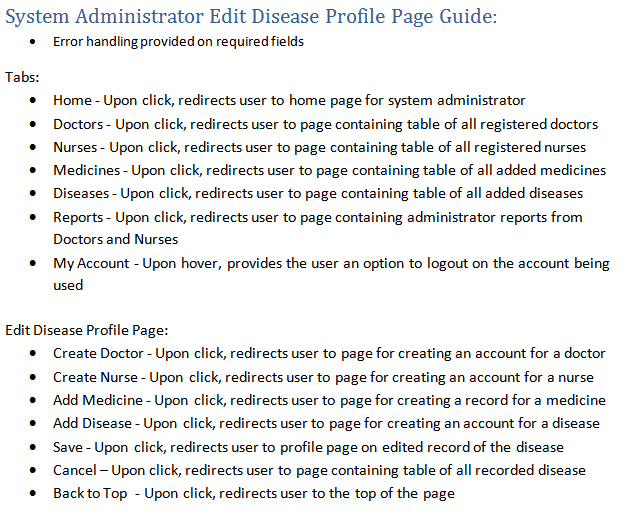 System Administrator Edit Disease Profile Page Guide:
• Error handling provided on required fields
Tabs:
• Home - Upon click, redirects user to home page for system administrator
• Doctors - Upon click, redirects user to page containing table of all registered doctors
• Nurses - Upon click, redirects user to page containing table of all registered nurses
• Medicines - Upon click, redirects user to page containing table of all added medicines
• Diseases - Upon click, redirects user to page containing table of all added diseases
• Reports - Upon click, redirects user to page containing administrator reports from
Doctors and Nurses
• My Account - Upon hover, provides the user an option to logout on the account being
used
Edit Disease Profile Page:
• Create Doctor - Upon click, redirects user to page for creating an account for a doctor
• Create Nurse - Upon click, redirects user to page for creating an account for a nurse
• Add Medicine - Upon click, redirects user to page for creating a record for a medicine
• Add Disease - Upon click, redirects user to page for creating an account for a disease
• Save - Upon click, redirects user to profile page on edited record of the disease
• Cancel – Upon click, redirects user to page containing table of all recorded disease
• Back to Top - Upon click, redirects user to the top of the page